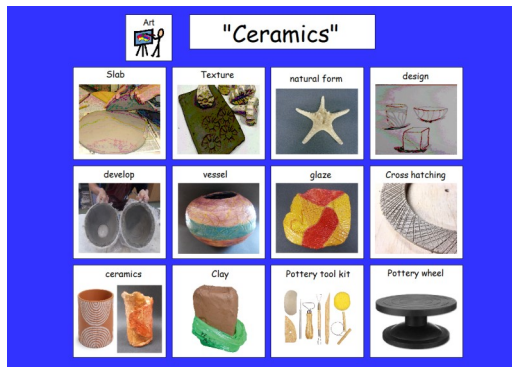 Art
"Ceramics"
Slab
Texture
natural form
design
develop
vessel
glaze
Cross hatching
ceramics
Clay
Pottery tool kit
Pottery wheel